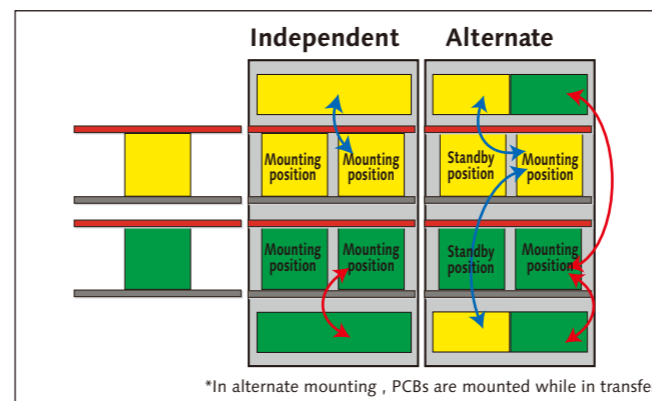 Independent
Alternate
Mounting
position
Mounting
position
Standby
position
Mounting
position
Mounting
position
Mounting
position
Standby
position
Mounting
position
*In alternate mounting , PCBs are mounted while in transfe